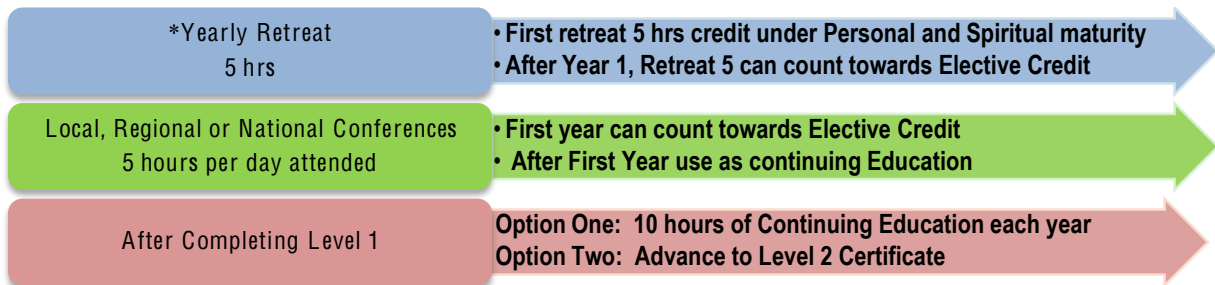 *Yearly Retreat
5 hrs
• First retreat 5 hrs credit under Personal and Spiritual maturity
• After Year 1, Retreat 5 can count towards Elective Credit
Local, Regional or National Conferences
5 hours per day attended
• First year can count towards Elective Credit
• After First Year use as continuing Education
After Completing Level 1
Option One: 10 hours of Continuing Education each year
Option Two: Advance to Level 2 Certificate